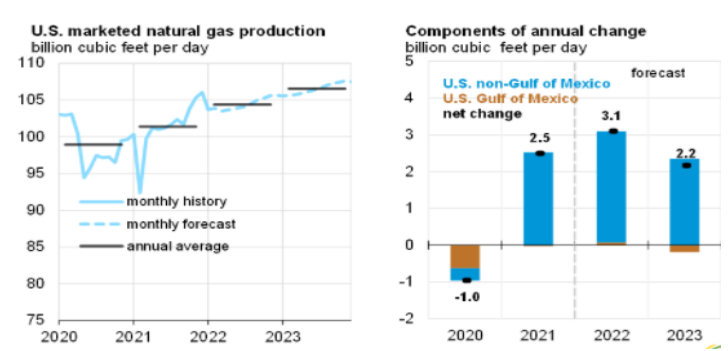 U.S. marketed natural gas production
billion cubic feet per day
110
105
100
95
90
85
80
75
monthly history
monthly forecast
annual average
2020
2021
2022
2023
Components of annual change
billion cubic feet per day
5
4
3
2
1
0
-1
-2
forecast
U.S. non-Gulf of Mexico
U.S. Gulf of Mexico
net change
2.5
3.1
2.2
-1.0
2020
2021
2022
2023